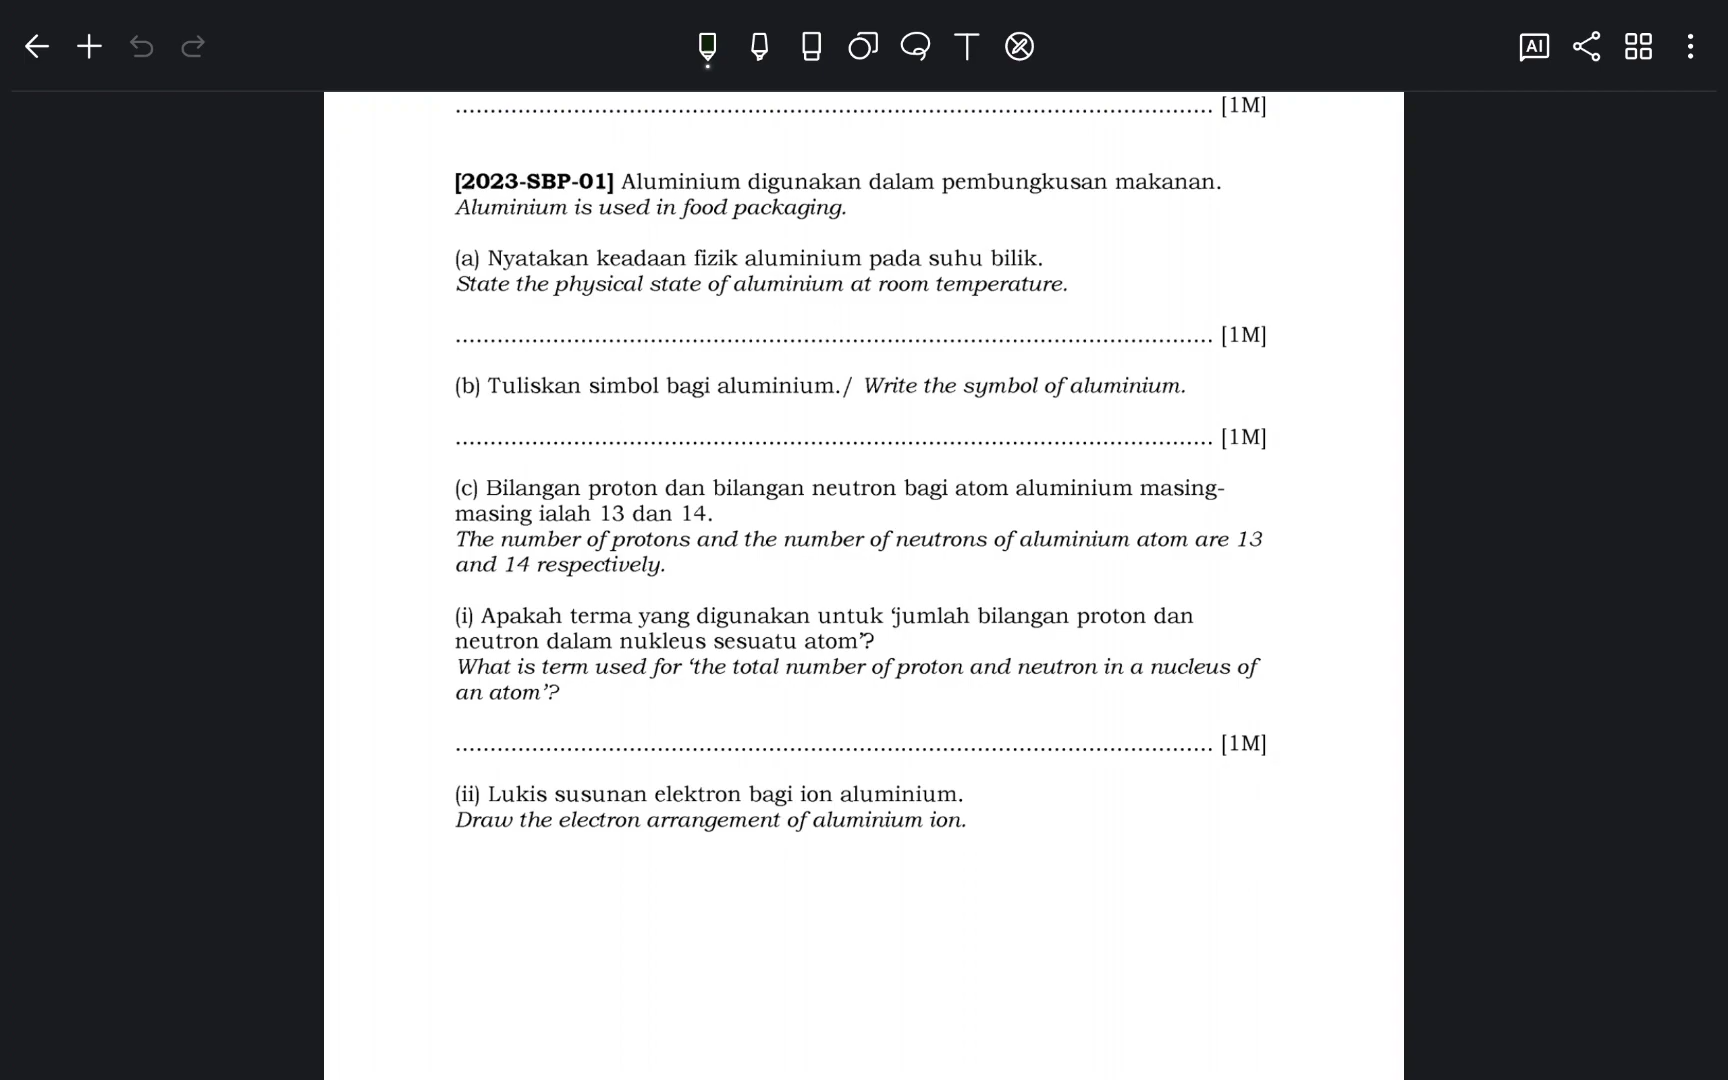 AI
T
........................................................................................................ [1M]
[2023-SBP-01] Aluminium digunakan dalam pembungkusan makanan.
Aluminium is used in food packaging.
(a) Nyatakan keadaan fizik aluminium pada suhu bilik.
State the physical state of aluminium at room temperature.
........................................................................................................ [1M]
(b) Tuliskan simbol bagi aluminium./ Write the symbol of aluminium.
........................................................................................................ [1M]
(c) Bilangan proton dan bilangan neutron bagi atom aluminium masing-
masing ialah 13 dan 14.
The number of protons and the number of neutrons of aluminium atom are 13
and 14 respectively.
(i) Apakah terma yang digunakan untuk ‘jumlah bilangan proton dan
neutron dalam nukleus sesuatu atom’?
What is term used for ‘the total number of proton and neutron in a nucleus of
an atom’?
........................................................................................................ [1M]
(ii) Lukis susunan elektron bagi ion aluminium.
Draw the electron arrangement of aluminium ion.